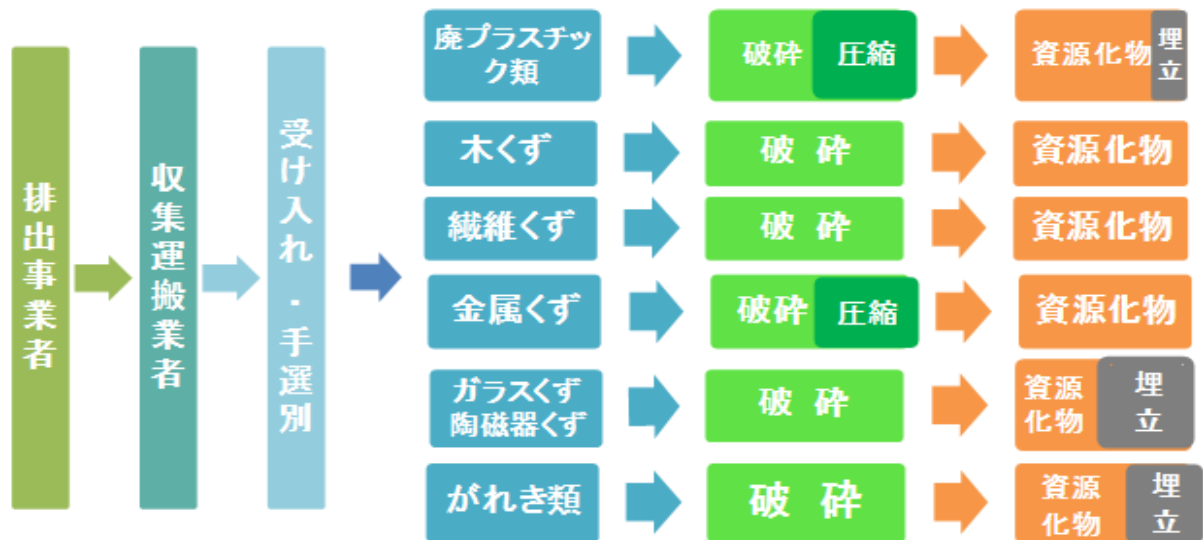 排出事業者
収集運搬業者
受け入れ・手選別
廃プラスチッ
ク類
破砕
圧縮
資源化物
埋立
木くず
破砕
資源化物
繊維くず
破砕
資源化物
金属くず
破砕
圧縮
資源化物
ガラスくず
陶磁器くず
破砕
資源
化物
埋立
がれき類
破砕
資源
化物
埋立